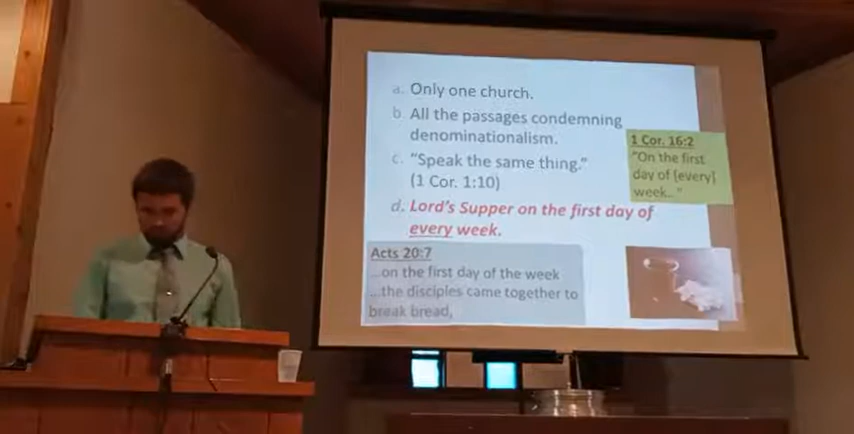 a. Only one church.
b. All the passages condemning
denominationalism.
c. "Speak the same thing."
(1 Cor. 1:10)
d. Lord's Supper on the first day of
every week.
1 Cor. 16:2
"On the first
day of [every]
week.."
Acts 20:7
...on the first day of the week
...the disciples came together to
break bread,